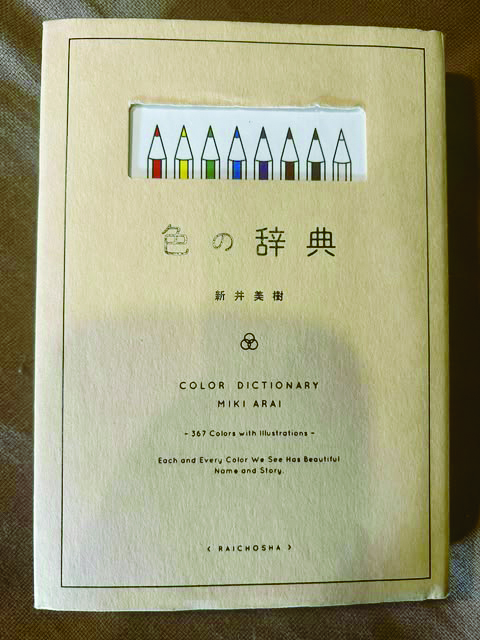 色の辞典
新井美樹
COLOR DICTIONARY
MIKI ARAI
- 367 Colors with Illustrations -
Each and Every Color We See Has Beautiful
Name and Story.
< RAICHOSHA >